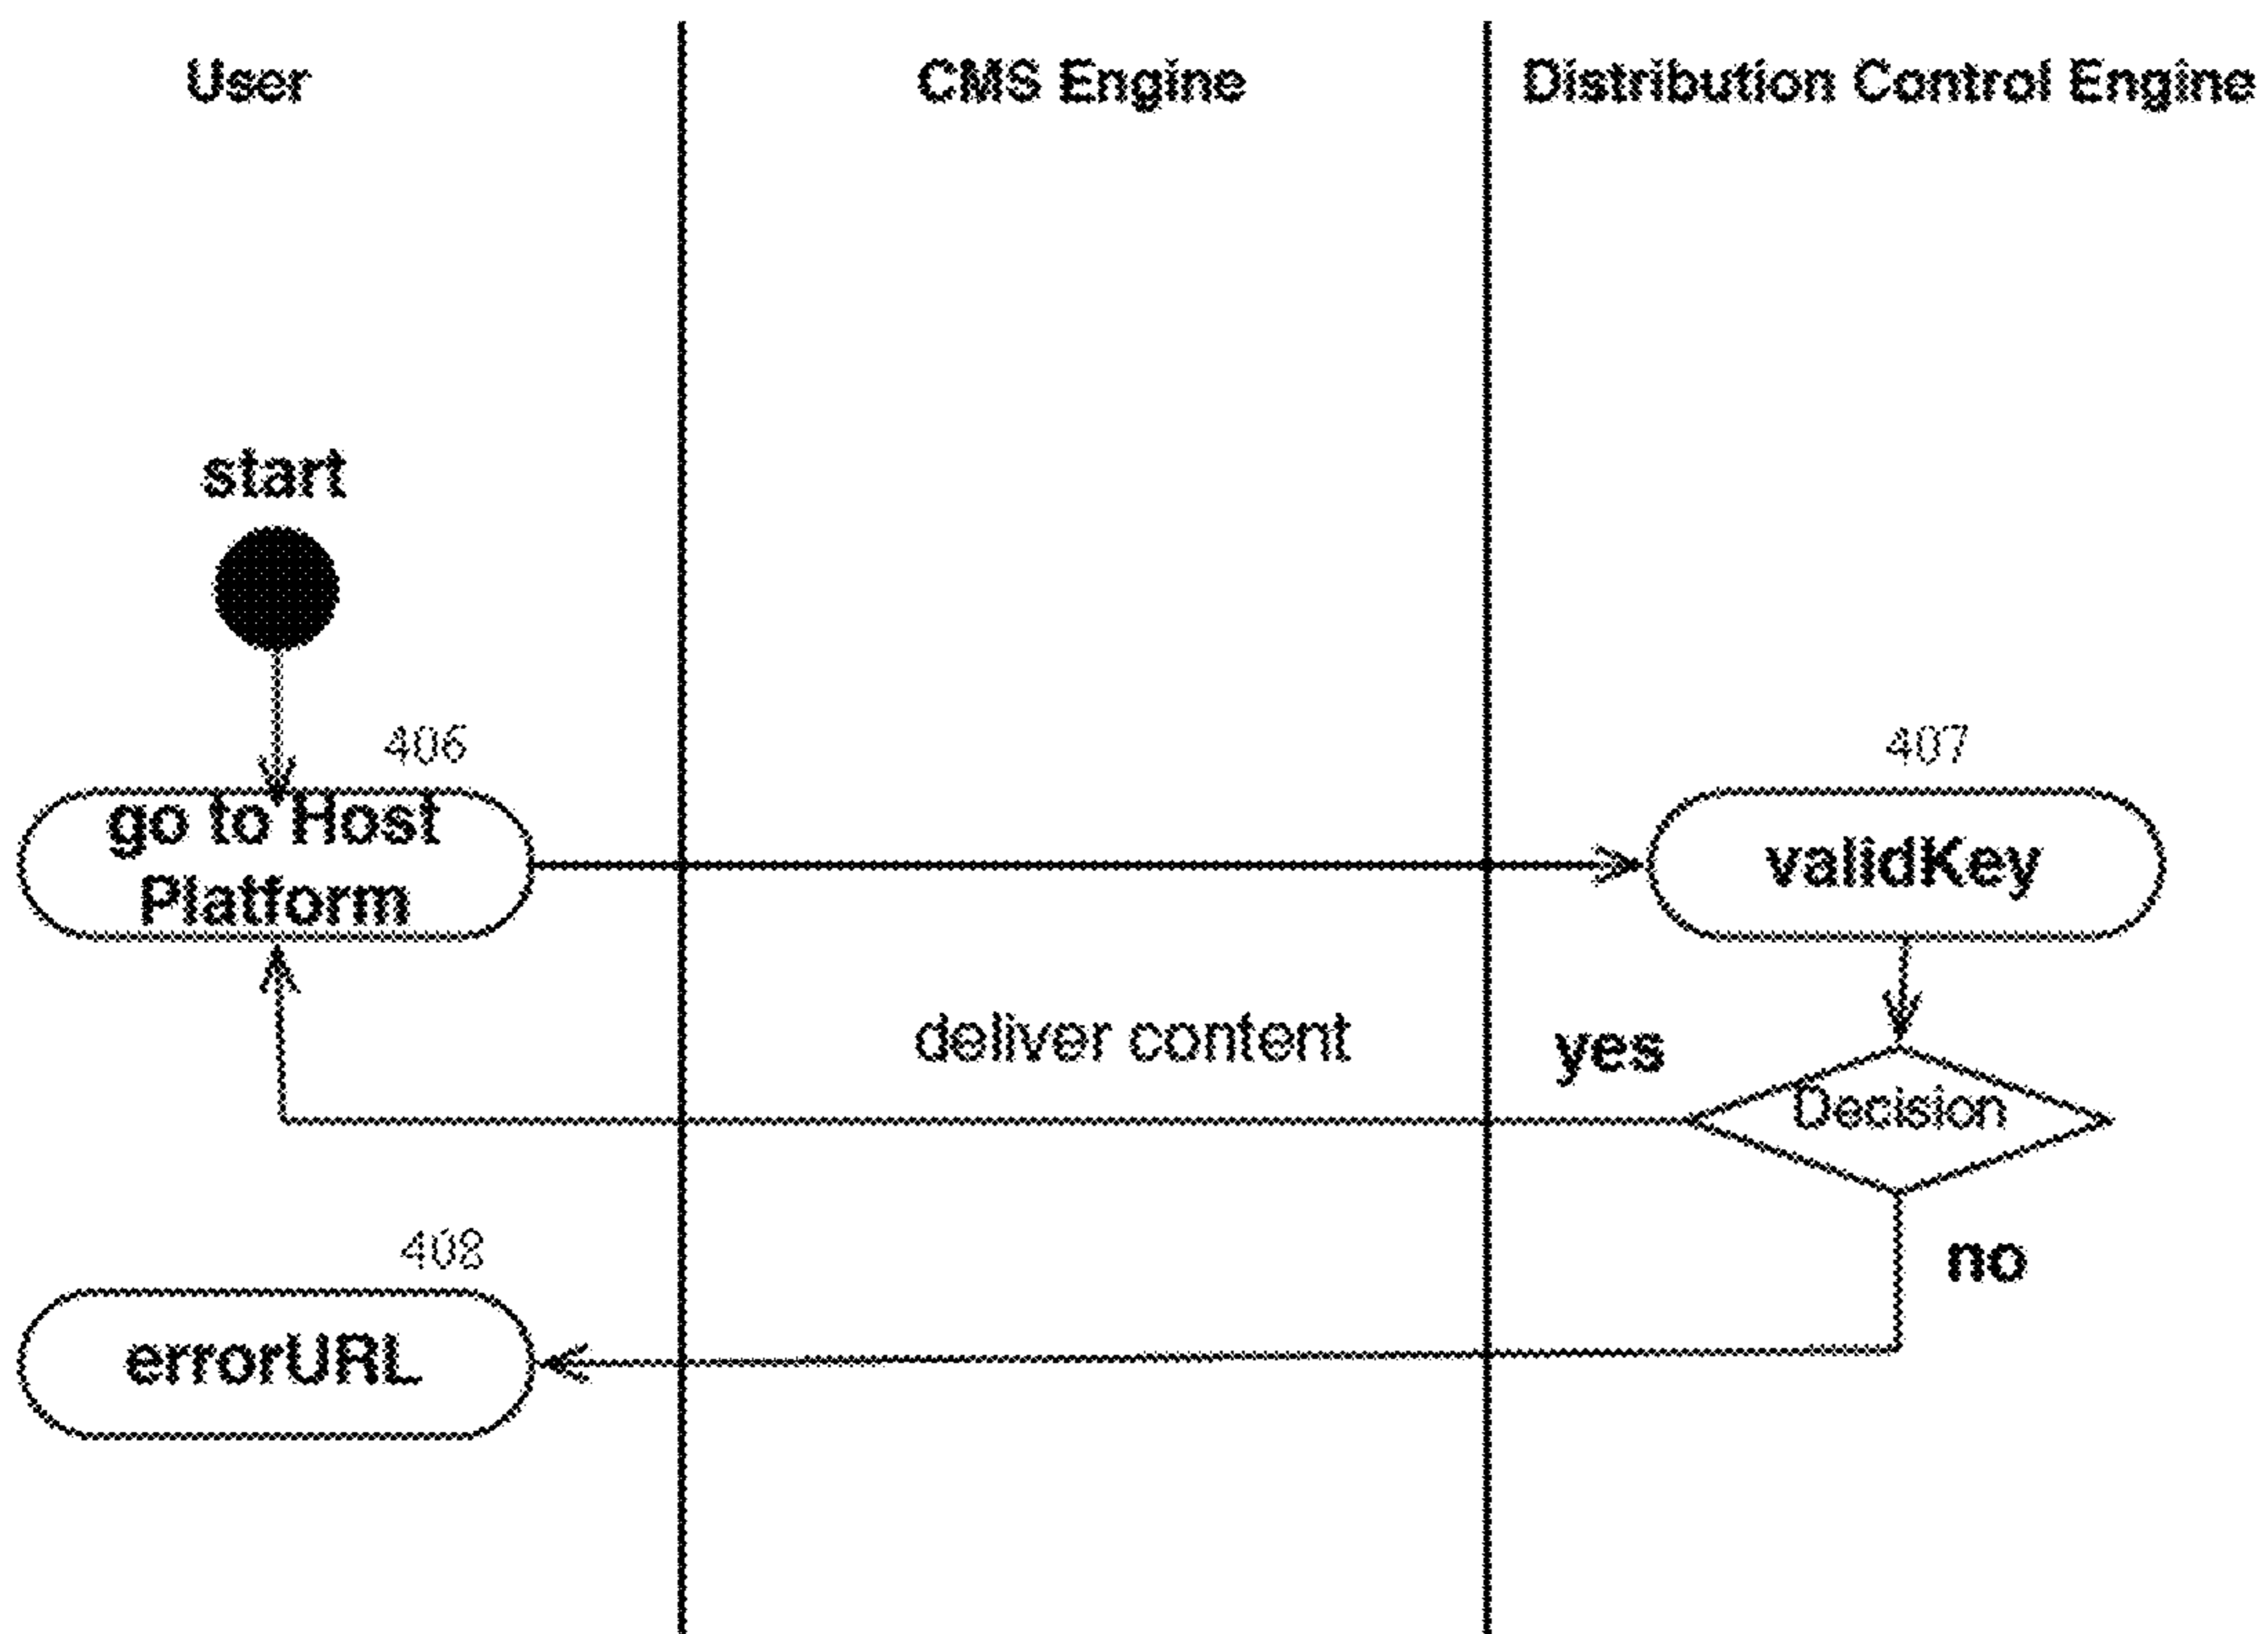 User
CMS Engine
Distribution Control Engine
start
406
407
go to Host
Platform
validKey
deliver content
yes
Decision
408
no
errorURL